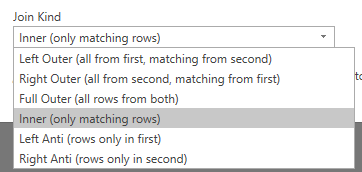 Join Kind
Inner (only matching rows)
Left Outer (all from first, matching from second)
Right Outer (all from second, matching from first)
Full Outer (all rows from both)
Inner (only matching rows)
Left Anti (rows only in first)
Right Anti (rows only in second)